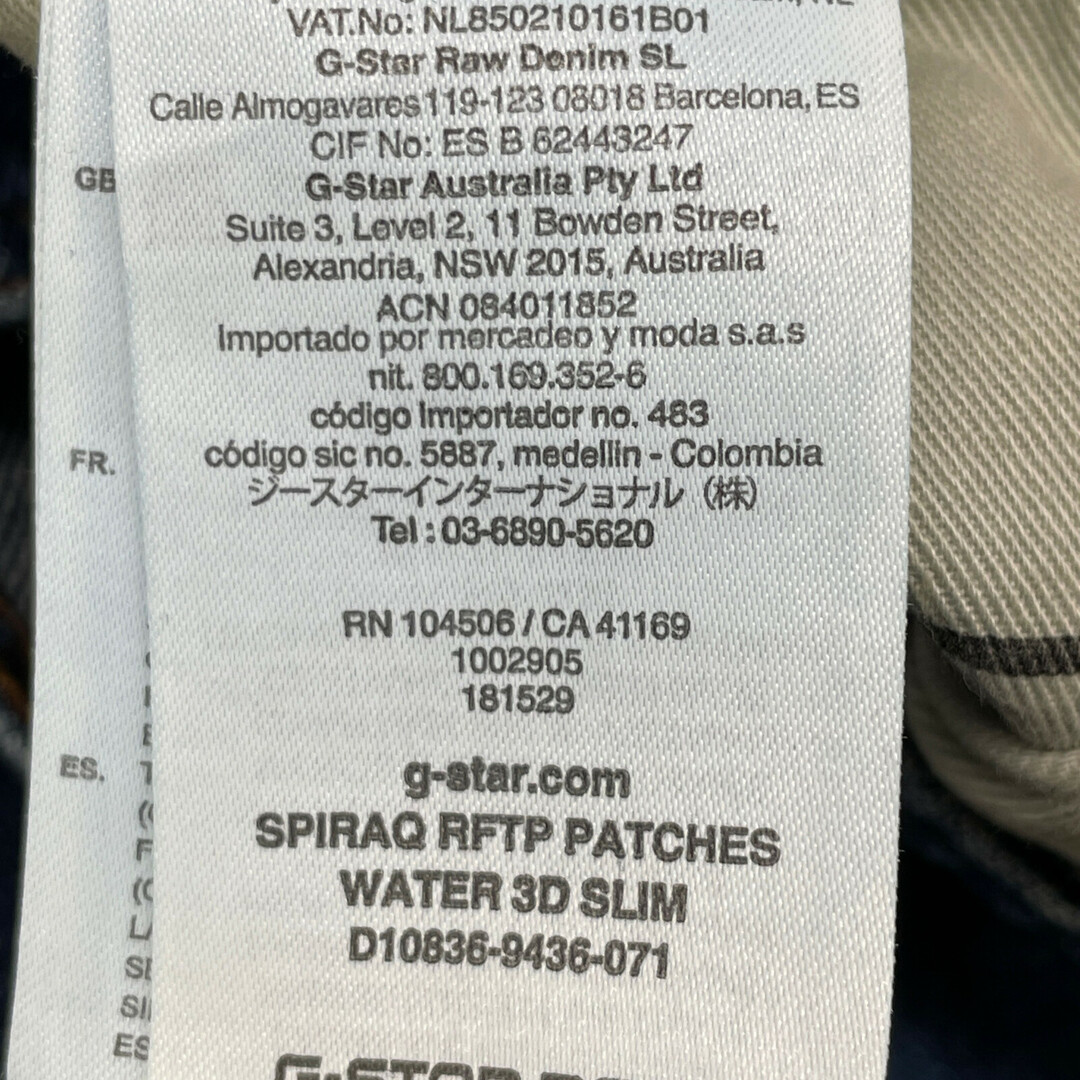 VAT.No: NL850210161B01
G-Star Raw Denim SL
Calle Almogavares 119-123 08018 Barcelona, ES
CIF No: ES B 62443247
G-Star Australia Pty Ltd
Suite 3, Level 2, 11 Bowden Street,
Alexandria, NSW 2015, Australia
ACN 084011852
Importado por mercadeo y moda s.a.s
nit. 800.169.352-6
código Importador no. 483
código sic no. 5887, medellin - Colombia
ジースターインターナショナル（株）
Tel : 03-6890-5620
RN 104506 / CA 41169
1002905
181529
g-star.com
SPIRAQ RFTP PATCHES
WATER 3D SLIM
D10836-9436-071
GB
FR.
ES.